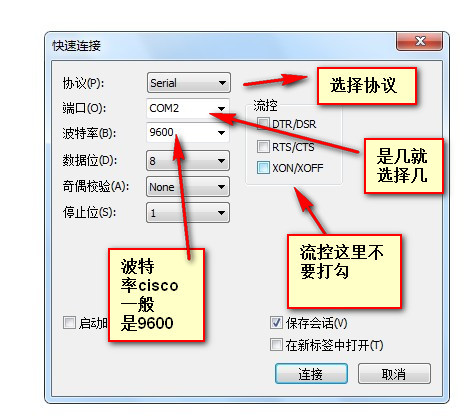 快速连接
协议(P):
Serial
选择协议
端口(O):
COM2
流控
波特率(B):
9600
DTR/DSR
数据位(D):
8
RTS/CTS
是几就
选择几
奇偶校验(A):
None
XON/XOFF
停止位(S):
1
流控这里不
要打勾
波特
率cisco
一般
是9600
启动时
保存会话(V)
在新标签中打开(T)
连接
取消